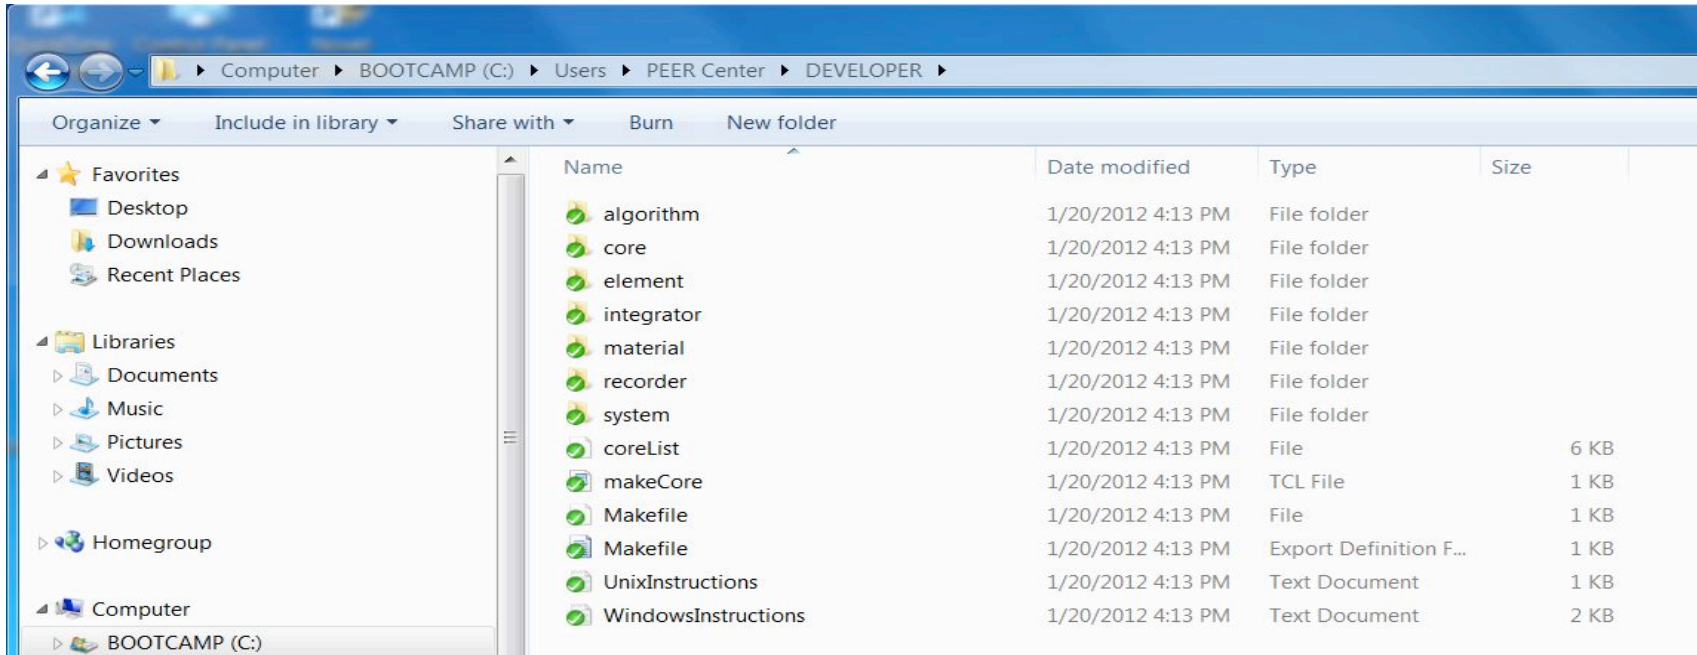 Computer BOOTCAMP (C:) Users PEER Center DEVELOPER
Organize Include in library Share with Burn New folder
Favorites
Desktop
Downloads
Recent Places
Libraries
Documents
Music
Pictures
Videos
Homegroup
Computer
BOOTCAMP (C:)
Name Date modified Type Size
algorithm 1/20/2012 4:13 PM File folder
core 1/20/2012 4:13 PM File folder
element 1/20/2012 4:13 PM File folder
integrator 1/20/2012 4:13 PM File folder
material 1/20/2012 4:13 PM File folder
recorder 1/20/2012 4:13 PM File folder
system 1/20/2012 4:13 PM File folder
coreList 1/20/2012 4:13 PM File 6 KB
makeCore 1/20/2012 4:13 PM TCL File 1 KB
Makefile 1/20/2012 4:13 PM File 1 KB
Makefile 1/20/2012 4:13 PM Export Definition F... 1 KB
UnixInstructions 1/20/2012 4:13 PM Text Document 1 KB
WindowsInstructions 1/20/2012 4:13 PM Text Document 2 KB